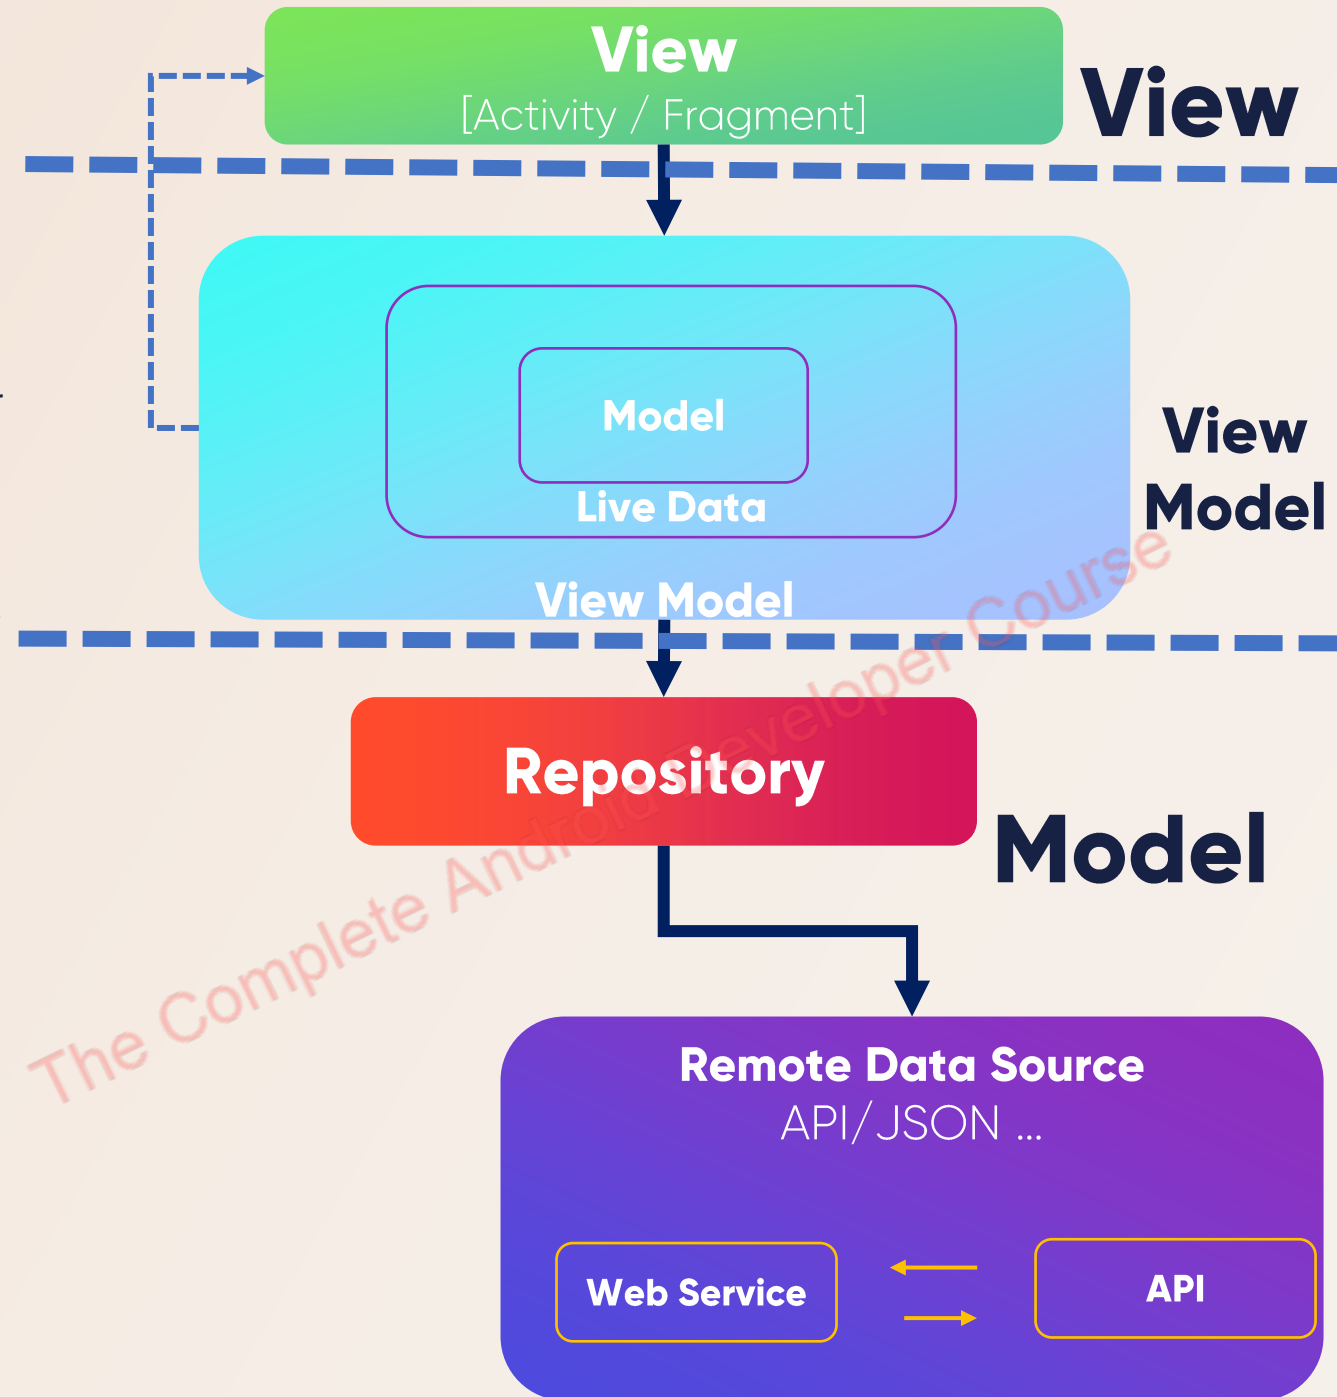 View
[Activity / Fragment]
View
Model
Live Data
View Model
View
Model
Repository
Model
The Complete Android Developer Course
Remote Data Source
API/JSON ...
Web Service
API